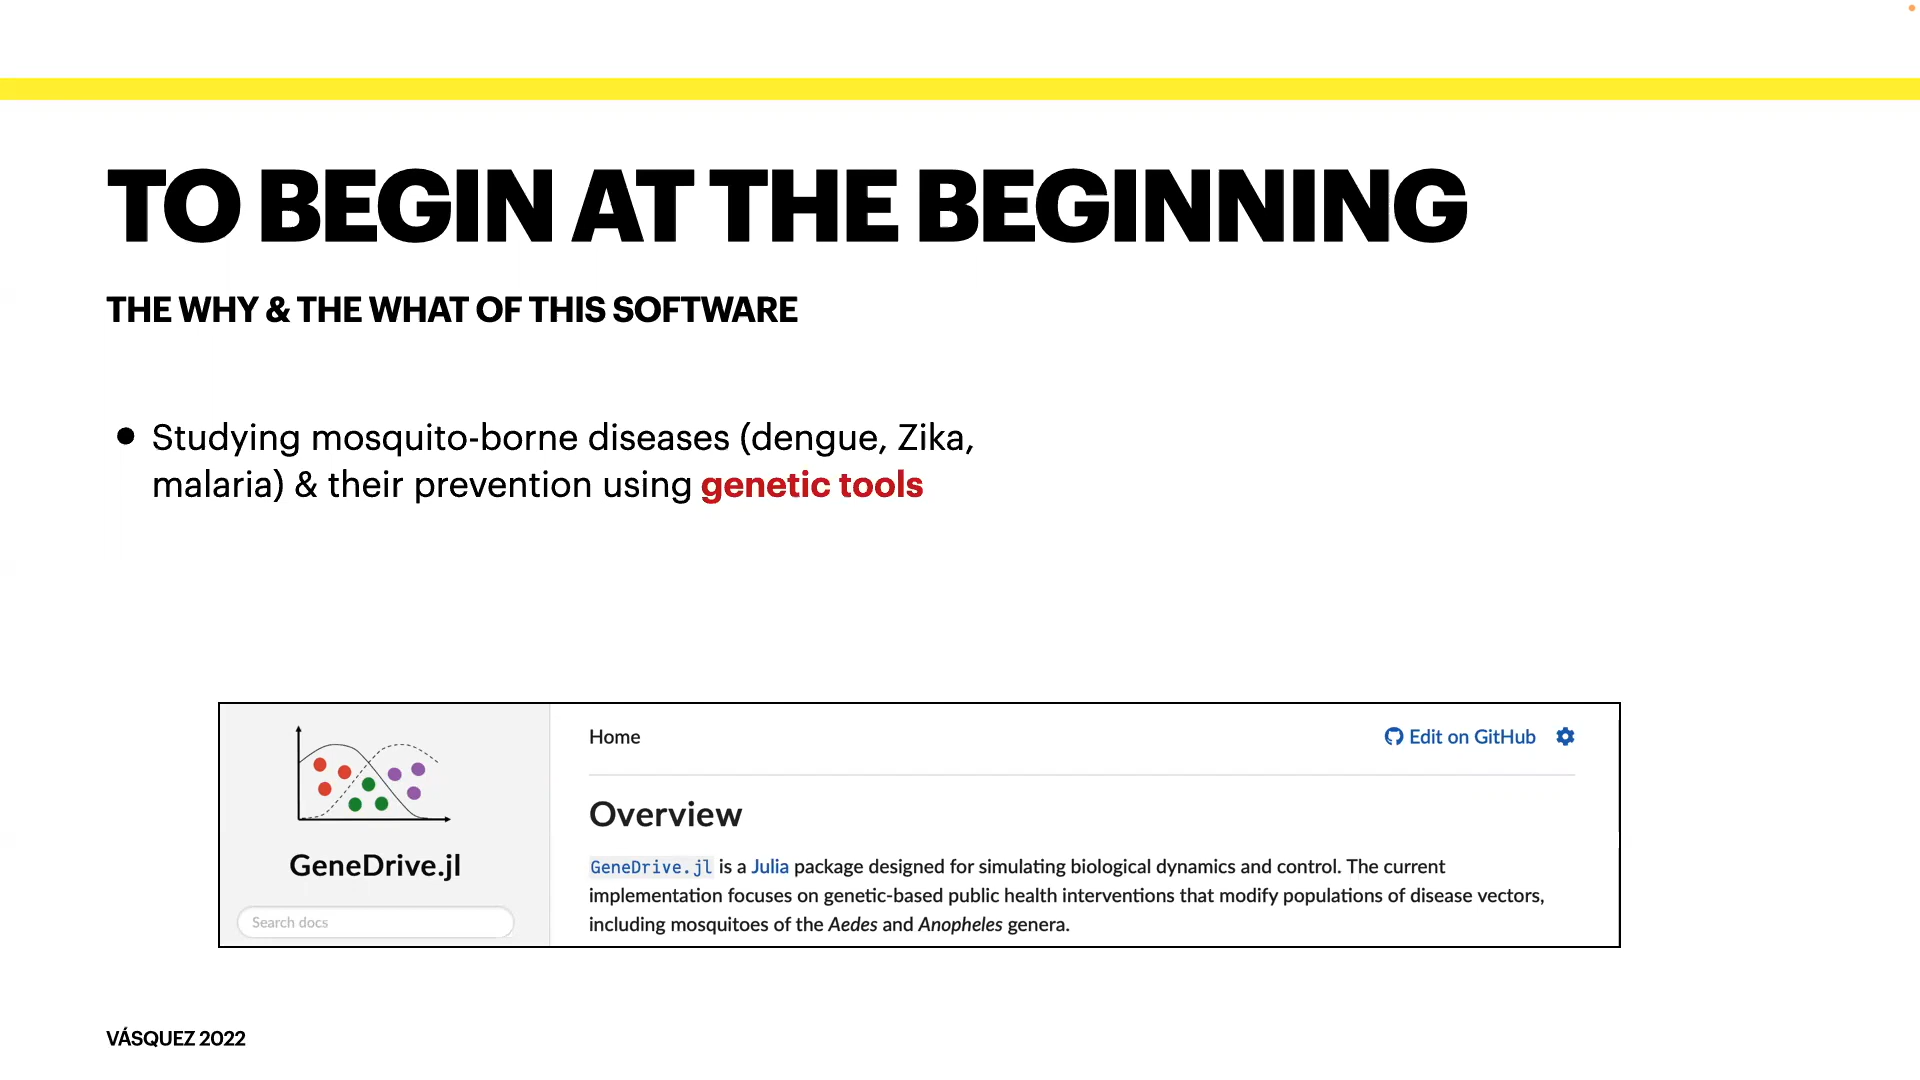 TO BEGIN AT THE BEGINNING
THE WHY & THE WHAT OF THIS SOFTWARE
● Studying mosquito-borne diseases (dengue, Zika,
malaria) & their prevention using genetic tools
GeneDrive.jl
Search docs
Home
Edit on GitHub
Overview
GeneDrive.jl is a Julia package designed for simulating biological dynamics and control. The current
implementation focuses on genetic-based public health interventions that modify populations of disease vectors,
including mosquitoes of the Aedes and Anopheles genera.
VÁSQUEZ 2022